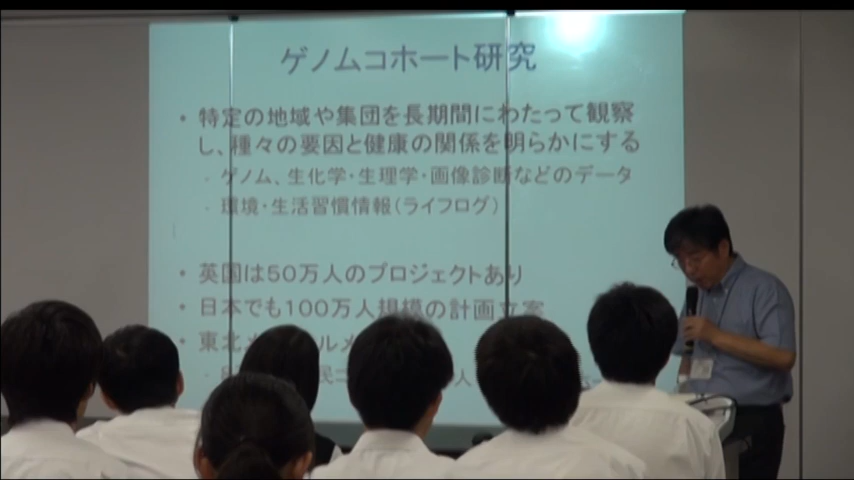 ゲノムコホート研究
• 特定の地域や集団を長期間にわたって観察
し、種々の要因と健康の関係を明らかにする
- ゲノム、生化学・生理学・画像診断などのデータ
- 環境・生活習慣情報(ライフログ)
• 英国は50万人のプロジェクトあり
• 日本でも100万人規模の計画立案
• 東北メ